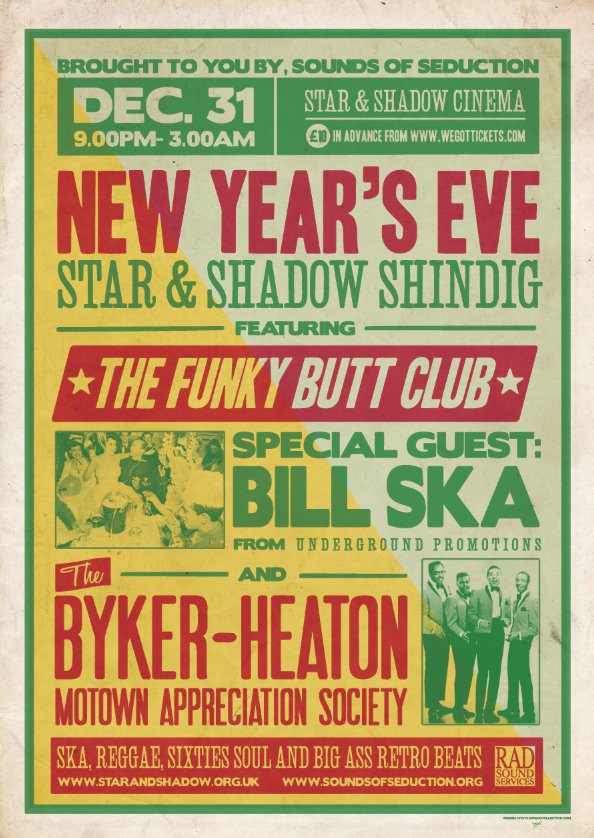 BROUGHT TO YOU BY, SOUNDS OF SEDUCTION
DEC. 31
9.00PM- 3.00AM
STAR & SHADOW CINEMA
£10 IN ADVANCE FROM WWW.WEGOTTICKETS.COM
NEW YEAR'S EVE
STAR & SHADOW SHINDIG
FEATURING
THE FUNKY BUTT CLUB
SPECIAL GUEST:
BILL SKA
FROM UNDERGROUND PROMOTIONS
The
AND
BYKER-HEATON
MOTOWN APPRECIATION SOCIETY
SKA, REGGAE, SIXTIES SOUL AND BIG ASS RETRO BEATS
WWW.STARANDSHADOW.ORG.UK WWW.SOUNDSOFSEDUCTION.ORG
RAD
SOUND
SERVICES